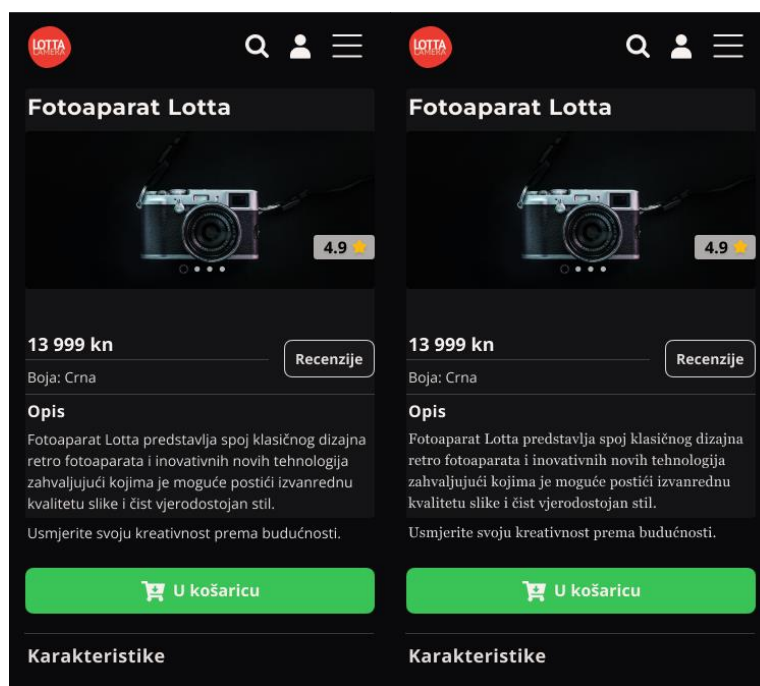 LOTTA
CAMERA
Fotoaparat Lotta
4.9
13 999 kn
Recenzije
Boja: Crna
Opis
Fotoaparat Lotta predstavlja spoj klasičnog dizajna
retro fotoaparata i inovativnih novih tehnologija
zahvaljujući kojima je moguće postići izvanrednu
kvalitetu slike i čist vjerodostojan stil.
Usmjerite svoju kreativnost prema budućnosti.
U košaricu
Karakteristike
LOTTA
CAMERA
Fotoaparat Lotta
4.9
13 999 kn
Recenzije
Boja: Crna
Opis
Fotoaparat Lotta predstavlja spoj klasičnog dizajna
retro fotoaparata i inovativnih novih tehnologija
zahvaljujući kojima je moguće postići izvanrednu
kvalitetu slike i čist vjerodostojan stil.
Usmjerite svoju kreativnost prema budućnosti.
U košaricu
Karakteristike